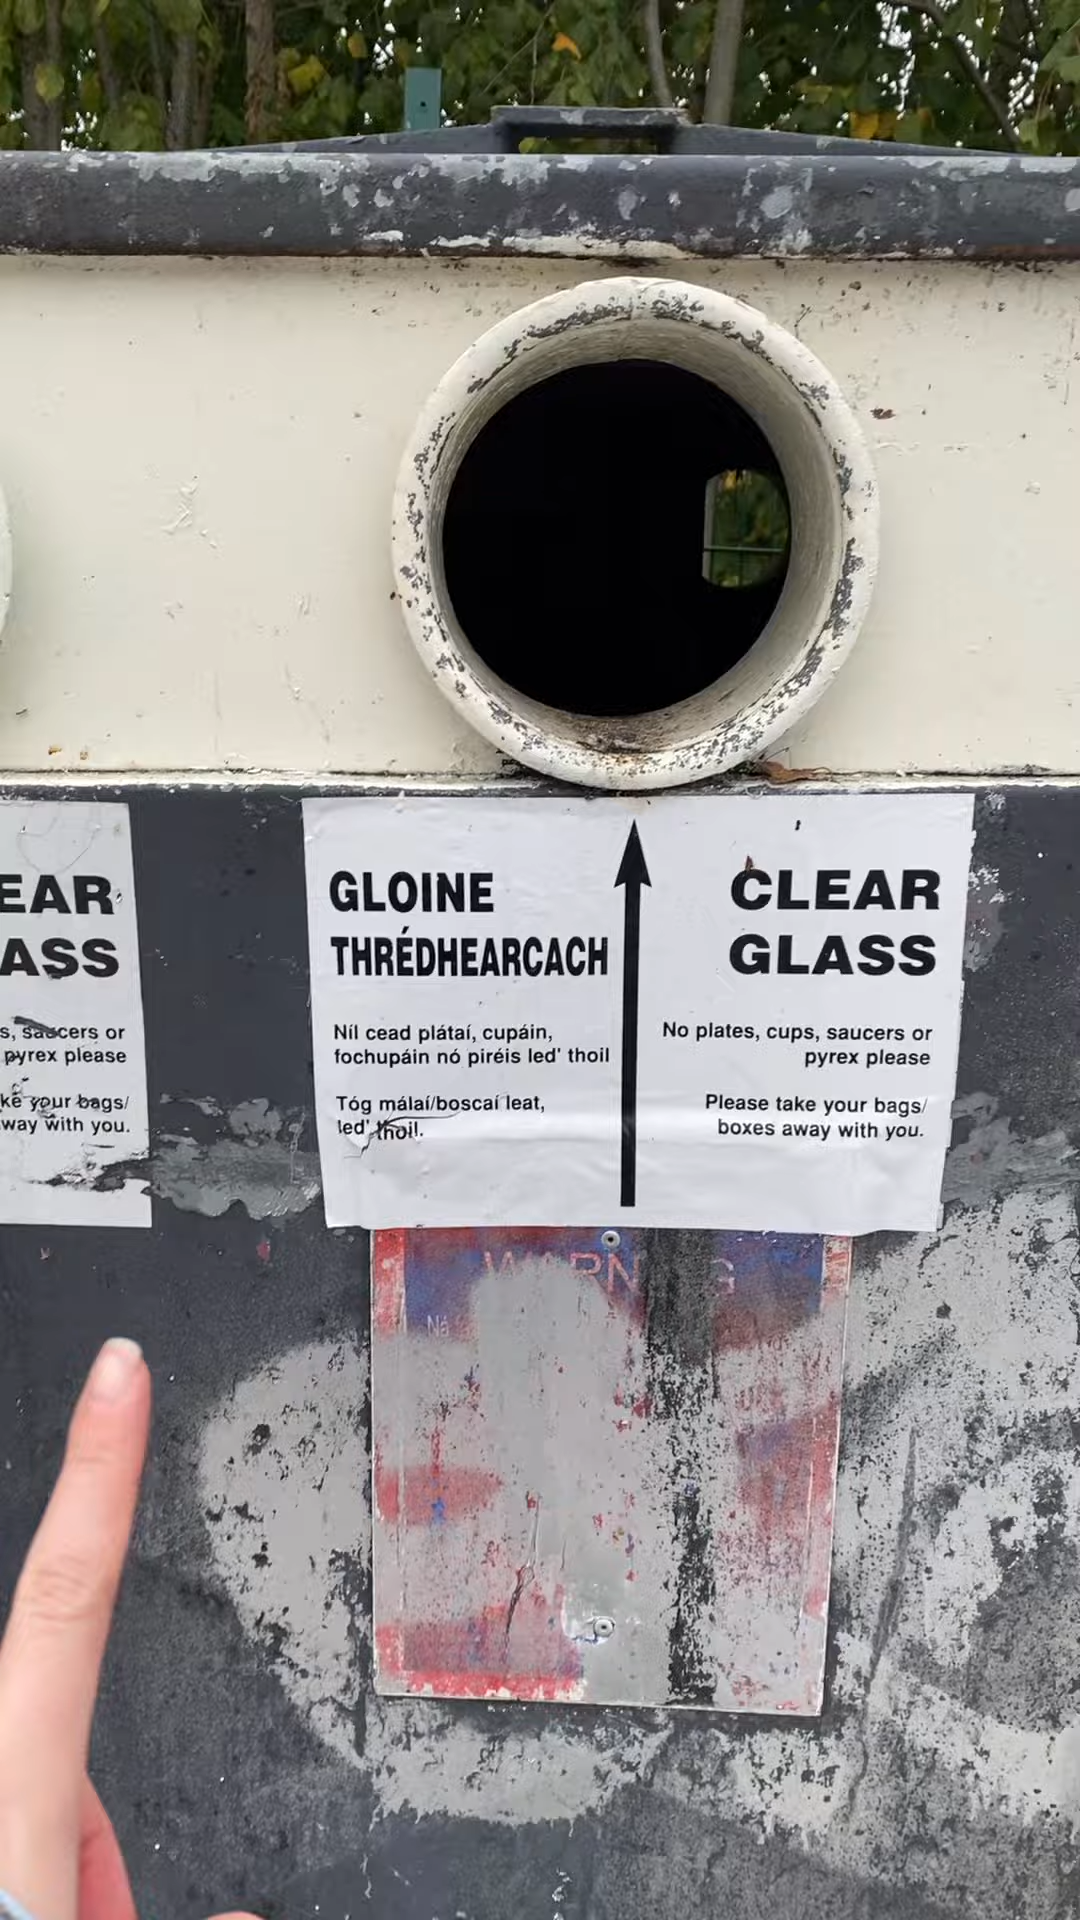 EAR
ASS
s, saucers or
pyrex please
ke your bags/
way with you.
GLOINE
THRÉDHEARCACH
Níl cead plátaí, cupáin,
fochupáin nó piréis led' thoil
Tóg málaí/boscaí leat,
led' thoil.
CLEAR
GLASS
No plates, cups, saucers or
pyrex please
Please take your bags/
boxes away with you.
Ná